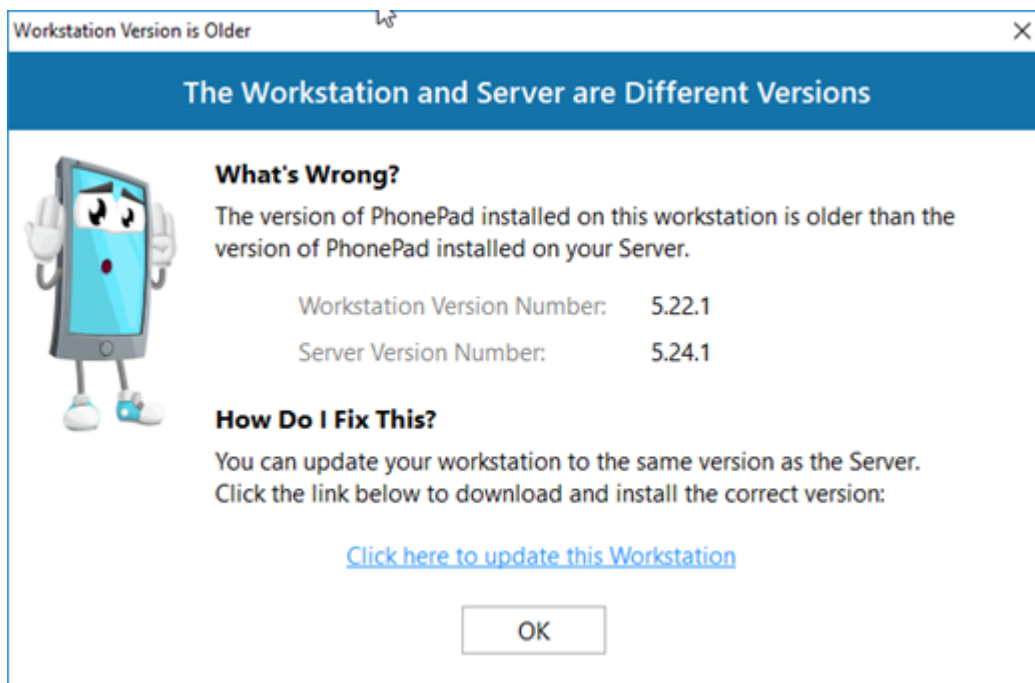 Workstation Version is Older
The Workstation and Server are Different Versions
What's Wrong?
The version of PhonePad installed on this workstation is older than the
version of PhonePad installed on your Server.
Workstation Version Number: 5.22.1
Server Version Number: 5.24.1
How Do I Fix This?
You can update your workstation to the same version as the Server.
Click the link below to download and install the correct version:
Click here to update this Workstation
OK